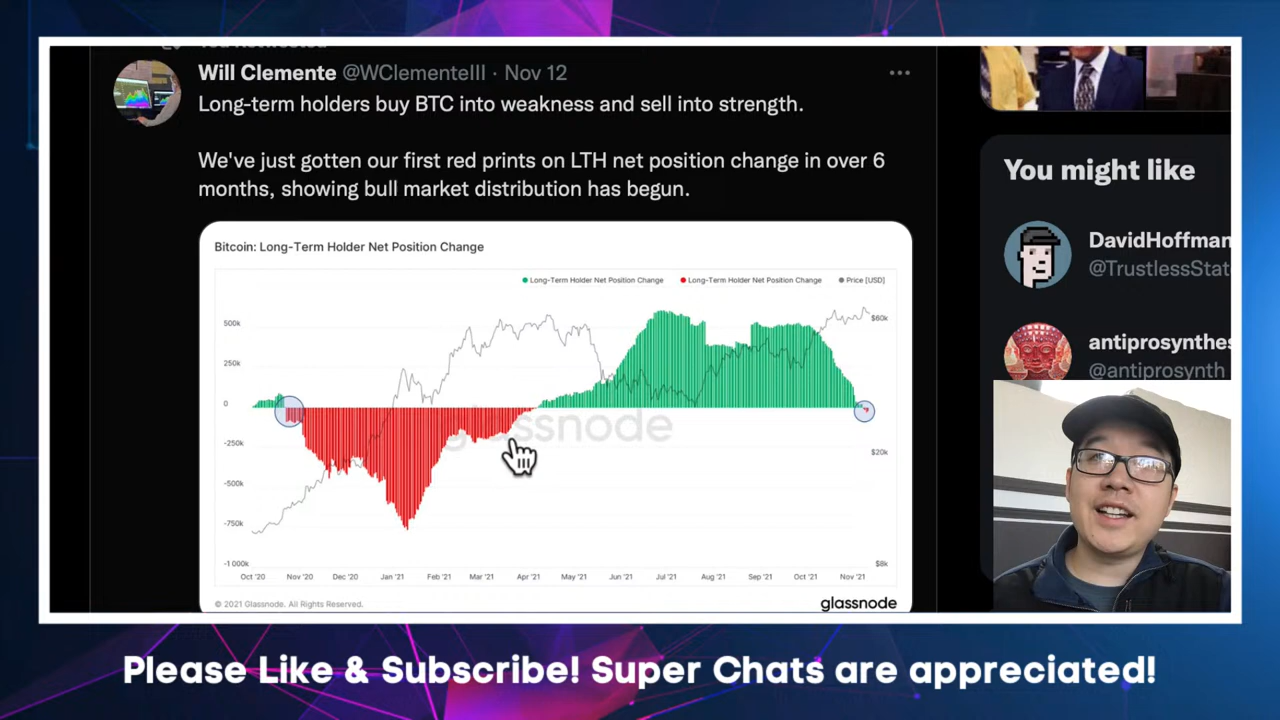 Will Clemente @WClementeIII · Nov 12
Long-term holders buy BTC into weakness and sell into strength.
We've just gotten our first red prints on LTH net position change in over 6
months, showing bull market distribution has begun.
Bitcoin: Long-Term Holder Net Position Change
Long-Term Holder Net Position Change Long-Term Holder Net Position Change Price [USD]
500k
250k
0
-250k
-500k
-750k
-1 000k
$60k
$20k
$8k
glassnode
Oct '20 Nov '20 Dec '20 Jan '21 Feb '21 Mar '21 Apr '21 May '21 Jun '21 Jul '21 Aug '21 Sep '21 Oct '21 Nov '21
© 2021 Glassnode. All Rights Reserved.
glassnode
You might like
DavidHoffman
@TrustlessStat
antiprosynthes
@antiprosynth
Please Like & Subscribe! Super Chats are appreciated!